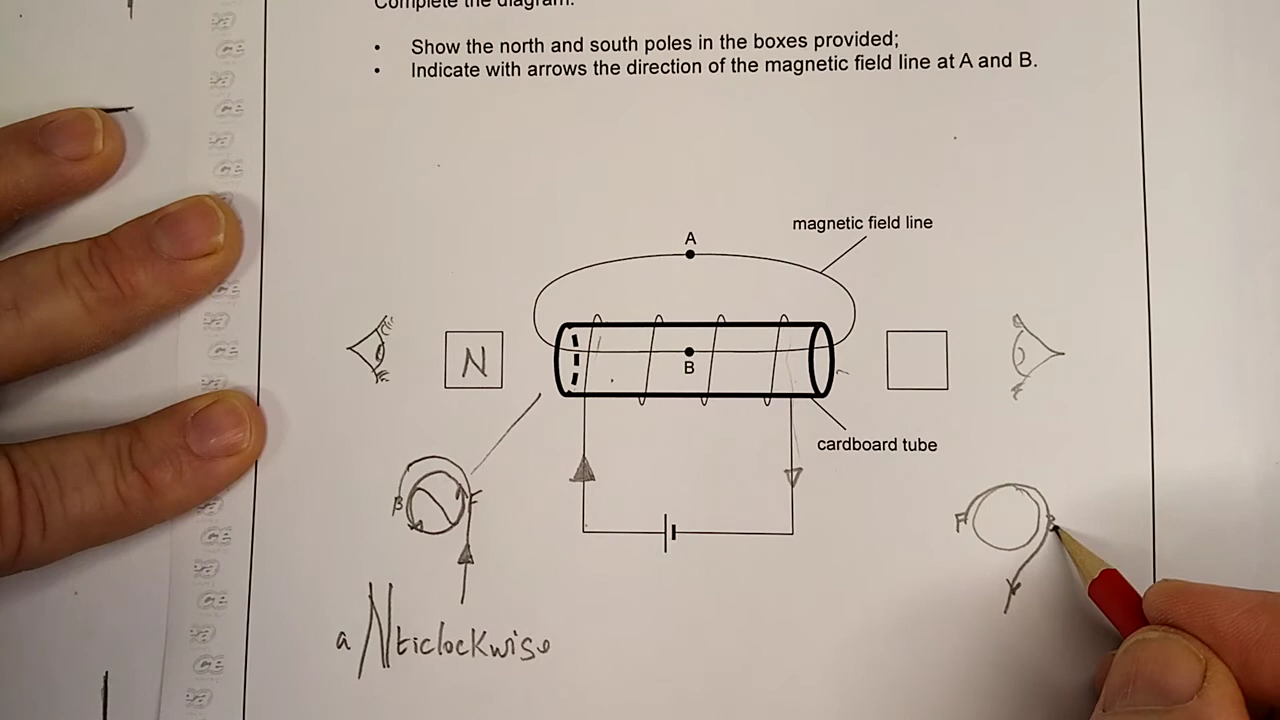 Complete the diagram:
• Show the north and south poles in the boxes provided;
• Indicate with arrows the direction of the magnetic field line at A and B.
magnetic field line
A
N
B
cardboard tube
B F
F B
aNticlockwise